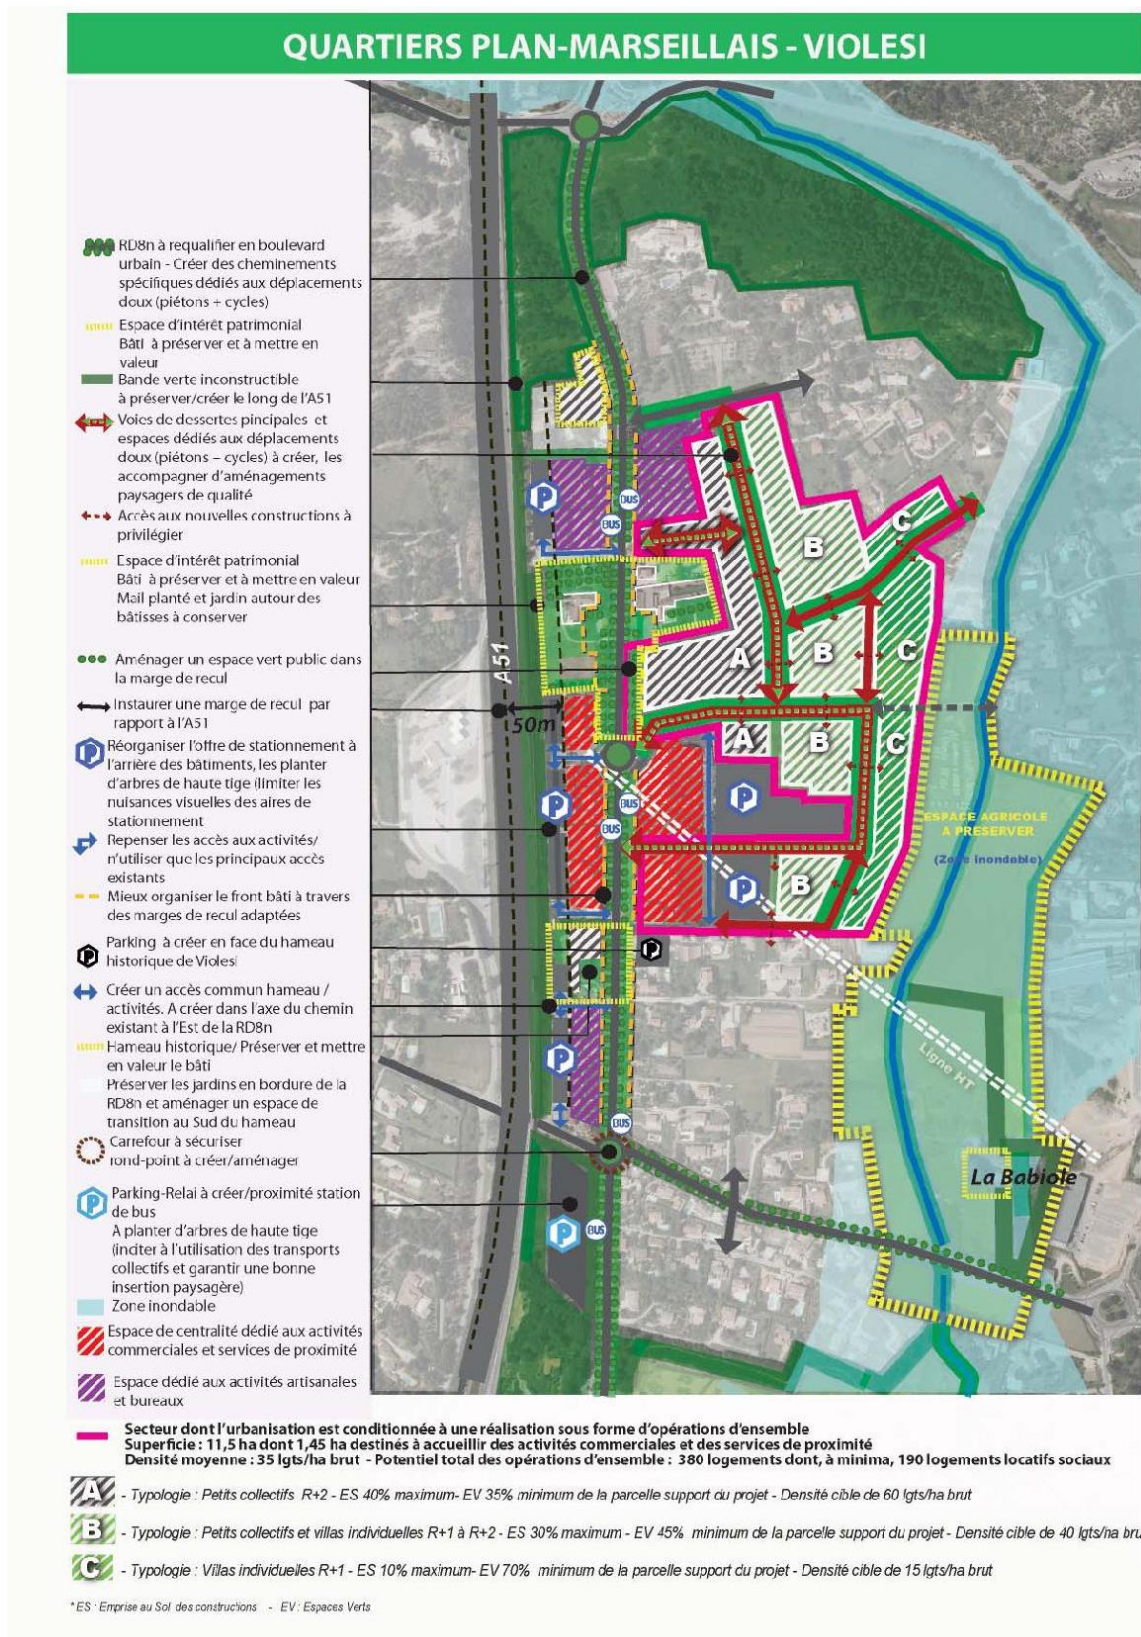 QUARTIERS PLAN-MARSEILLAIS - VIOLESI
RD8n à requalifier en boulevard
urbain - Créer des cheminements
spécifiques dédiés aux déplacements
doux (piétons + cycles)
Espace d'intérêt patrimonial
Bâti à préserver et à mettre en
valeur
Bande verte inconstructible
à préserver/créer le long de l'A51
Voies de dessertes pincipales et
espaces dédiés aux déplacements
doux (piétons – cycles) à créer, les
accompagner d'aménagements
paysagers de qualité
Accès aux nouvelles constructions à
privilégier
Espace d'intérêt patrimonial
Bâti à préserver et à mettre en valeur
Mail planté et jardin autour des
bâtisses à conserver
Aménager un espace vert public dans
la marge de recul
Instaurer une marge de recul par
rapport à l'A51
P Réorganiser l'offre de stationnement à
l'arrière des bâtiments, les planter
d'arbres de haute tige (limiter les
nuisances visuelles des aires de
stationnement
Repenser les accès aux activités/
n'utiliser que les principaux accès
existants
Mieux organiser le front bâti à travers
des marges de recul adaptées
P Parking à créer en face du hameau
historique de Violesi
Créer un accès commun hameau /
activités. A créer dans l'axe du chemin
existant à l'Est de la RD8n
Hameau historique/ Préserver et mettre
en valeur le bâti
Préserver les jardins en bordure de la
RD8n et aménager un espace de
transition au Sud du hameau
Carrefour à sécuriser
rond-point à créer/aménager
P Parking-Relai à créer/proximité station
de bus
A planter d'arbres de haute tige
(inciter à l'utilisation des transports
collectifs et garantir une bonne
insertion paysagère)
Zone inondable
Espace de centralité dédié aux activités
commerciales et services de proximité
Espace dédié aux activités artisanales
et bureaux
P
BUS
BUS
C
B
A51
A
B
C
50m
A
B
C
P
BUS
P
BUS
ESPACE AGRICOLE
A PRESERVER
(Zone inondable)
P
B
P
Ligne HT
P
BUS
La Babiole
P
BUS
Secteur dont l'urbanisation est conditionnée à une réalisation sous forme d'opérations d'ensemble
Superficie : 11,5 ha dont 1,45 ha destinés à accueillir des activités commerciales et des services de proximité
Densité moyenne : 35 lgts/ha brut - Potentiel total des opérations d'ensemble : 380 logements dont, à minima, 190 logements locatifs sociaux
A - Typologie : Petits collectifs R+2 - ES 40% maximum- EV 35% minimum de la parcelle support du projet - Densité cible de 60 lgts/ha brut
B - Typologie : Petits collectifs et villas individuelles R+1 à R+2 - ES 30% maximum - EV 45% minimum de la parcelle support du projet - Densité cible de 40 lgts/ha bru
C - Typologie : Villas individuelles R+1 - ES 10% maximum- EV 70% minimum de la parcelle support du projet - Densité cible de 15 lgts/ha brut
* ES : Emprise au Sol des constructions - EV : Espaces Verts